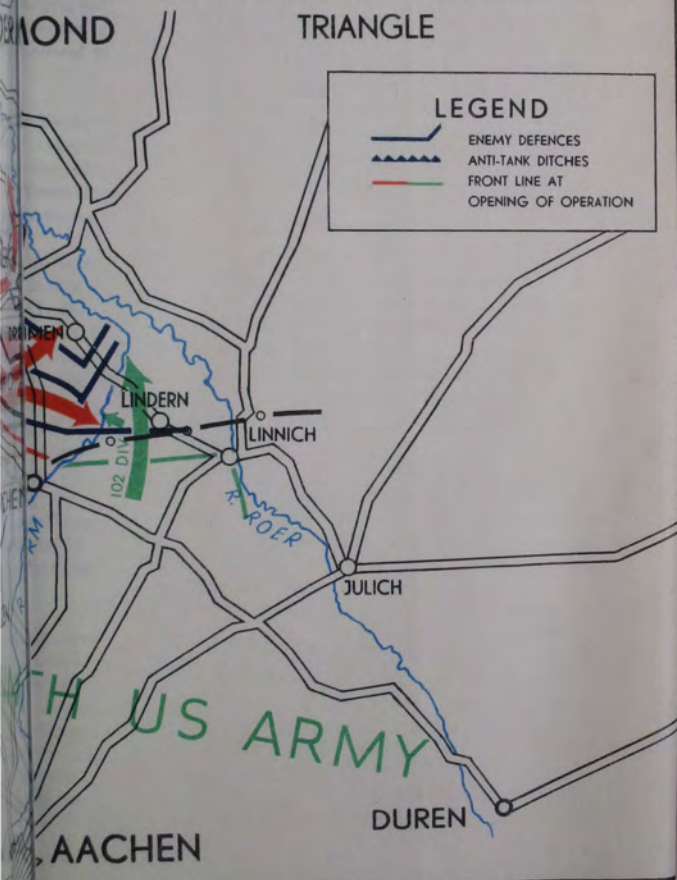 MOND TRIANGLE
LEGEND
ENEMY DEFENCES
ANTI-TANK DITCHES
FRONT LINE AT
OPENING OF OPERATION
LINDERN
LINNICH
102 DIV
R. ROER
JULICH
TH US ARMY
DUREN
AACHEN